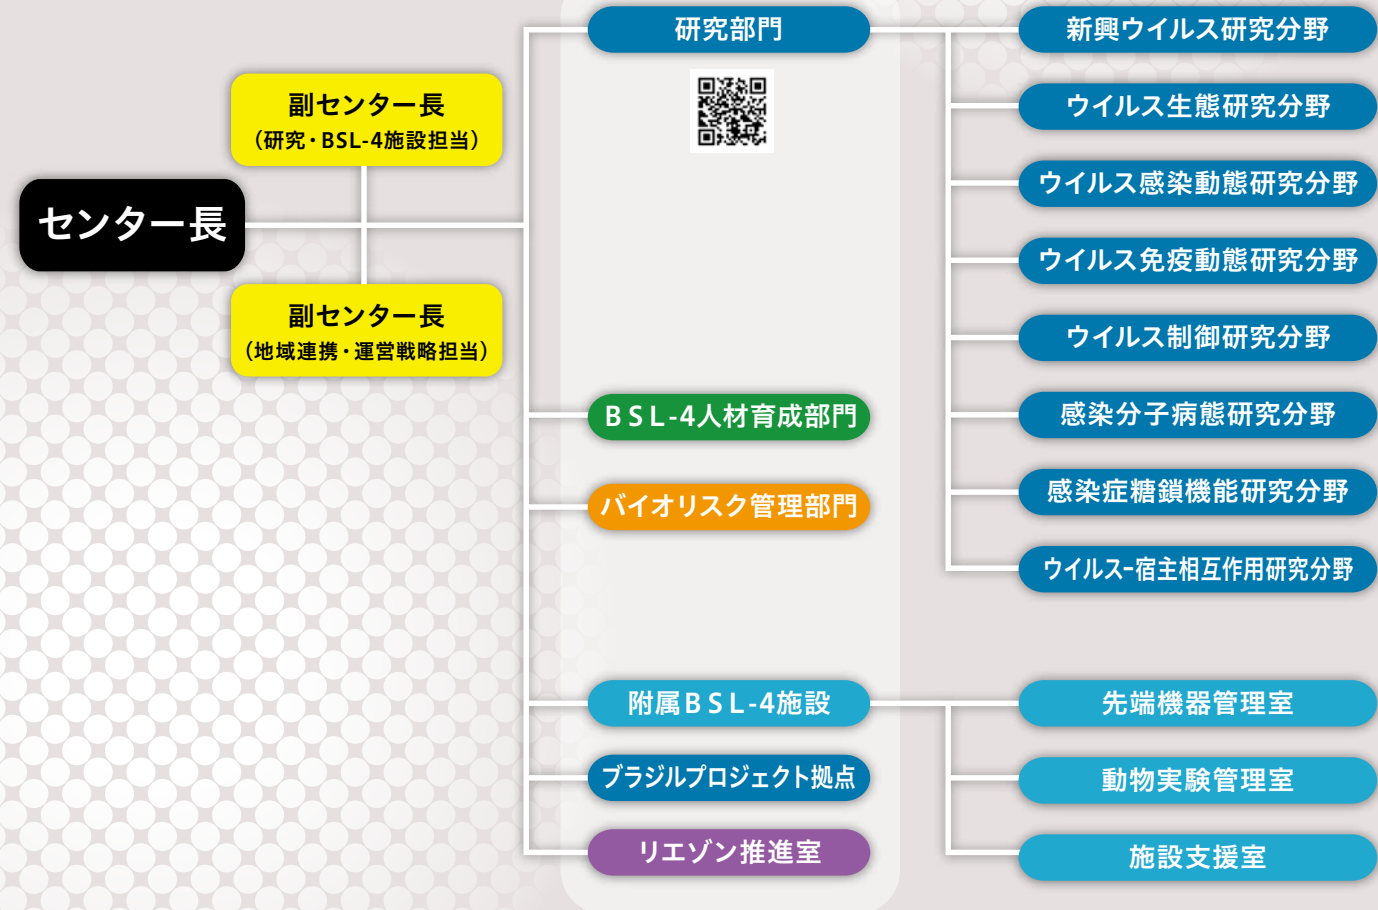 センター長
副センター長
（研究・BSL-4施設担当）
副センター長
（地域連携・運営戦略担当）
研究部門
BSL-4人材育成部門
バイオリスク管理部門
附属BSL-4施設
ブラジルプロジェクト拠点
リエゾン推進室
新興ウイルス研究分野
ウイルス生態研究分野
ウイルス感染動態研究分野
ウイルス免疫動態研究分野
ウイルス制御研究分野
感染分子病態研究分野
感染症糖鎖機能研究分野
ウイルスｰ宿主相互作用研究分野
先端機器管理室
動物実験管理室
施設支援室